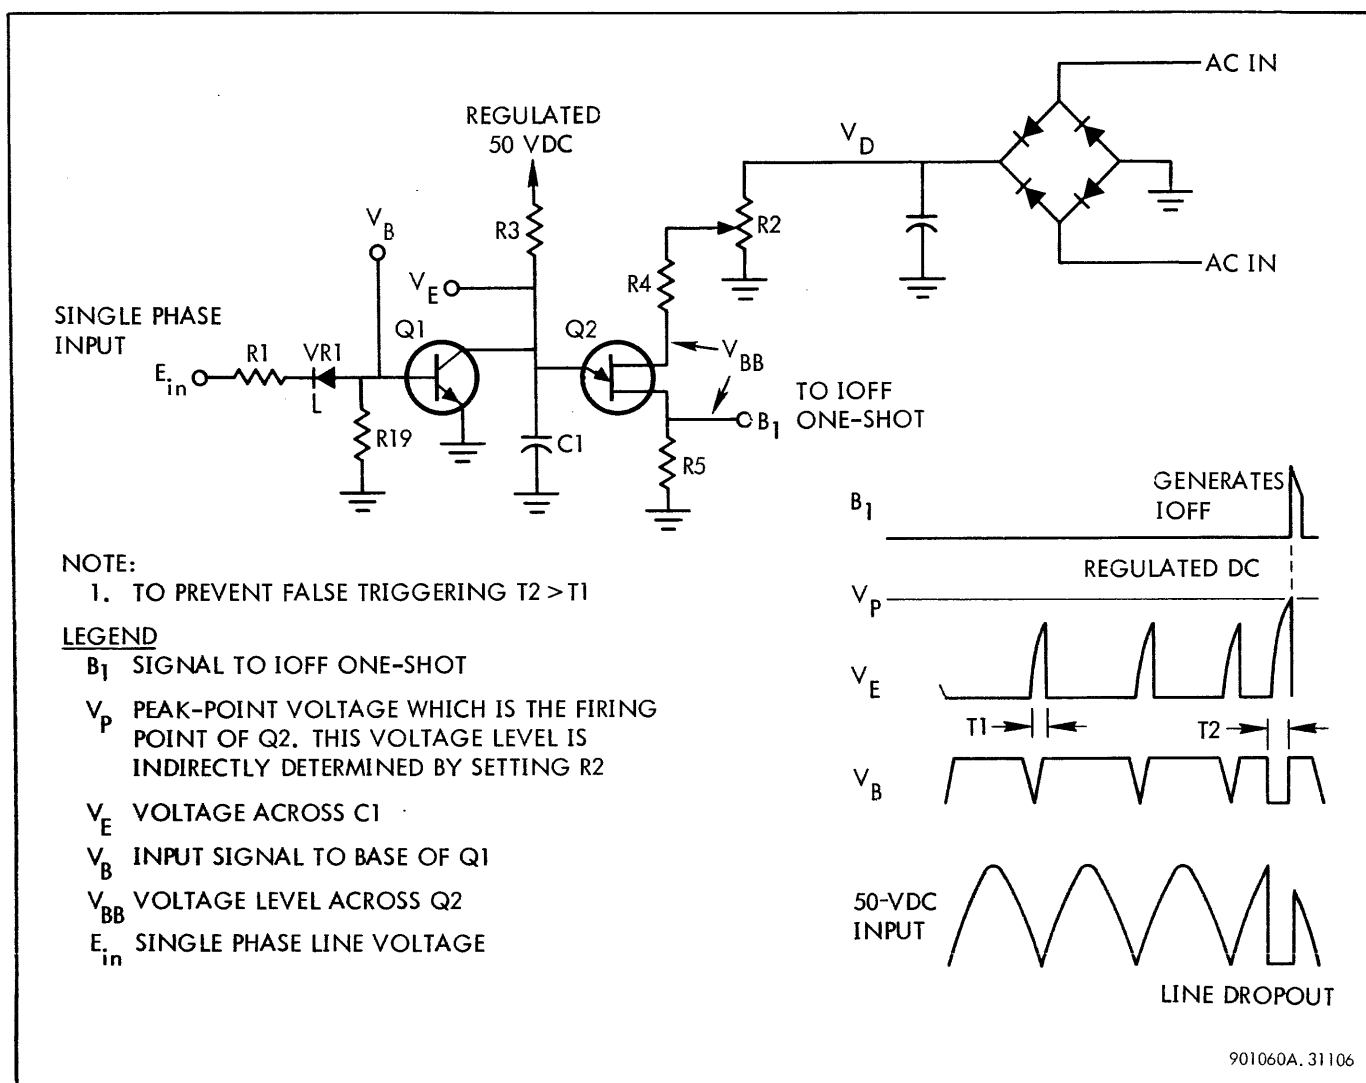 AC IN
REGULATED
50 VDC
V_D
V_B
R3
R2
V_E
R4
AC IN
SINGLE PHASE
INPUT
Q1
Q2
R1
VR1
V_BB
E_in
L
TO IOFF
ONE-SHOT
B_1
R19
C1
R5
GENERATES
IOFF
B_1
NOTE:
1. TO PREVENT FALSE TRIGGERING T2 > T1
LEGEND
B_1 SIGNAL TO IOFF ONE-SHOT
V_P PEAK-POINT VOLTAGE WHICH IS THE FIRING
POINT OF Q2. THIS VOLTAGE LEVEL IS
INDIRECTLY DETERMINED BY SETTING R2
V_E VOLTAGE ACROSS C1
V_B INPUT SIGNAL TO BASE OF Q1
V_BB VOLTAGE LEVEL ACROSS Q2
E_in SINGLE PHASE LINE VOLTAGE
REGULATED DC
V_P
V_E
T1
T2
V_B
50-VDC
INPUT
LINE DROPOUT
901060A. 31106